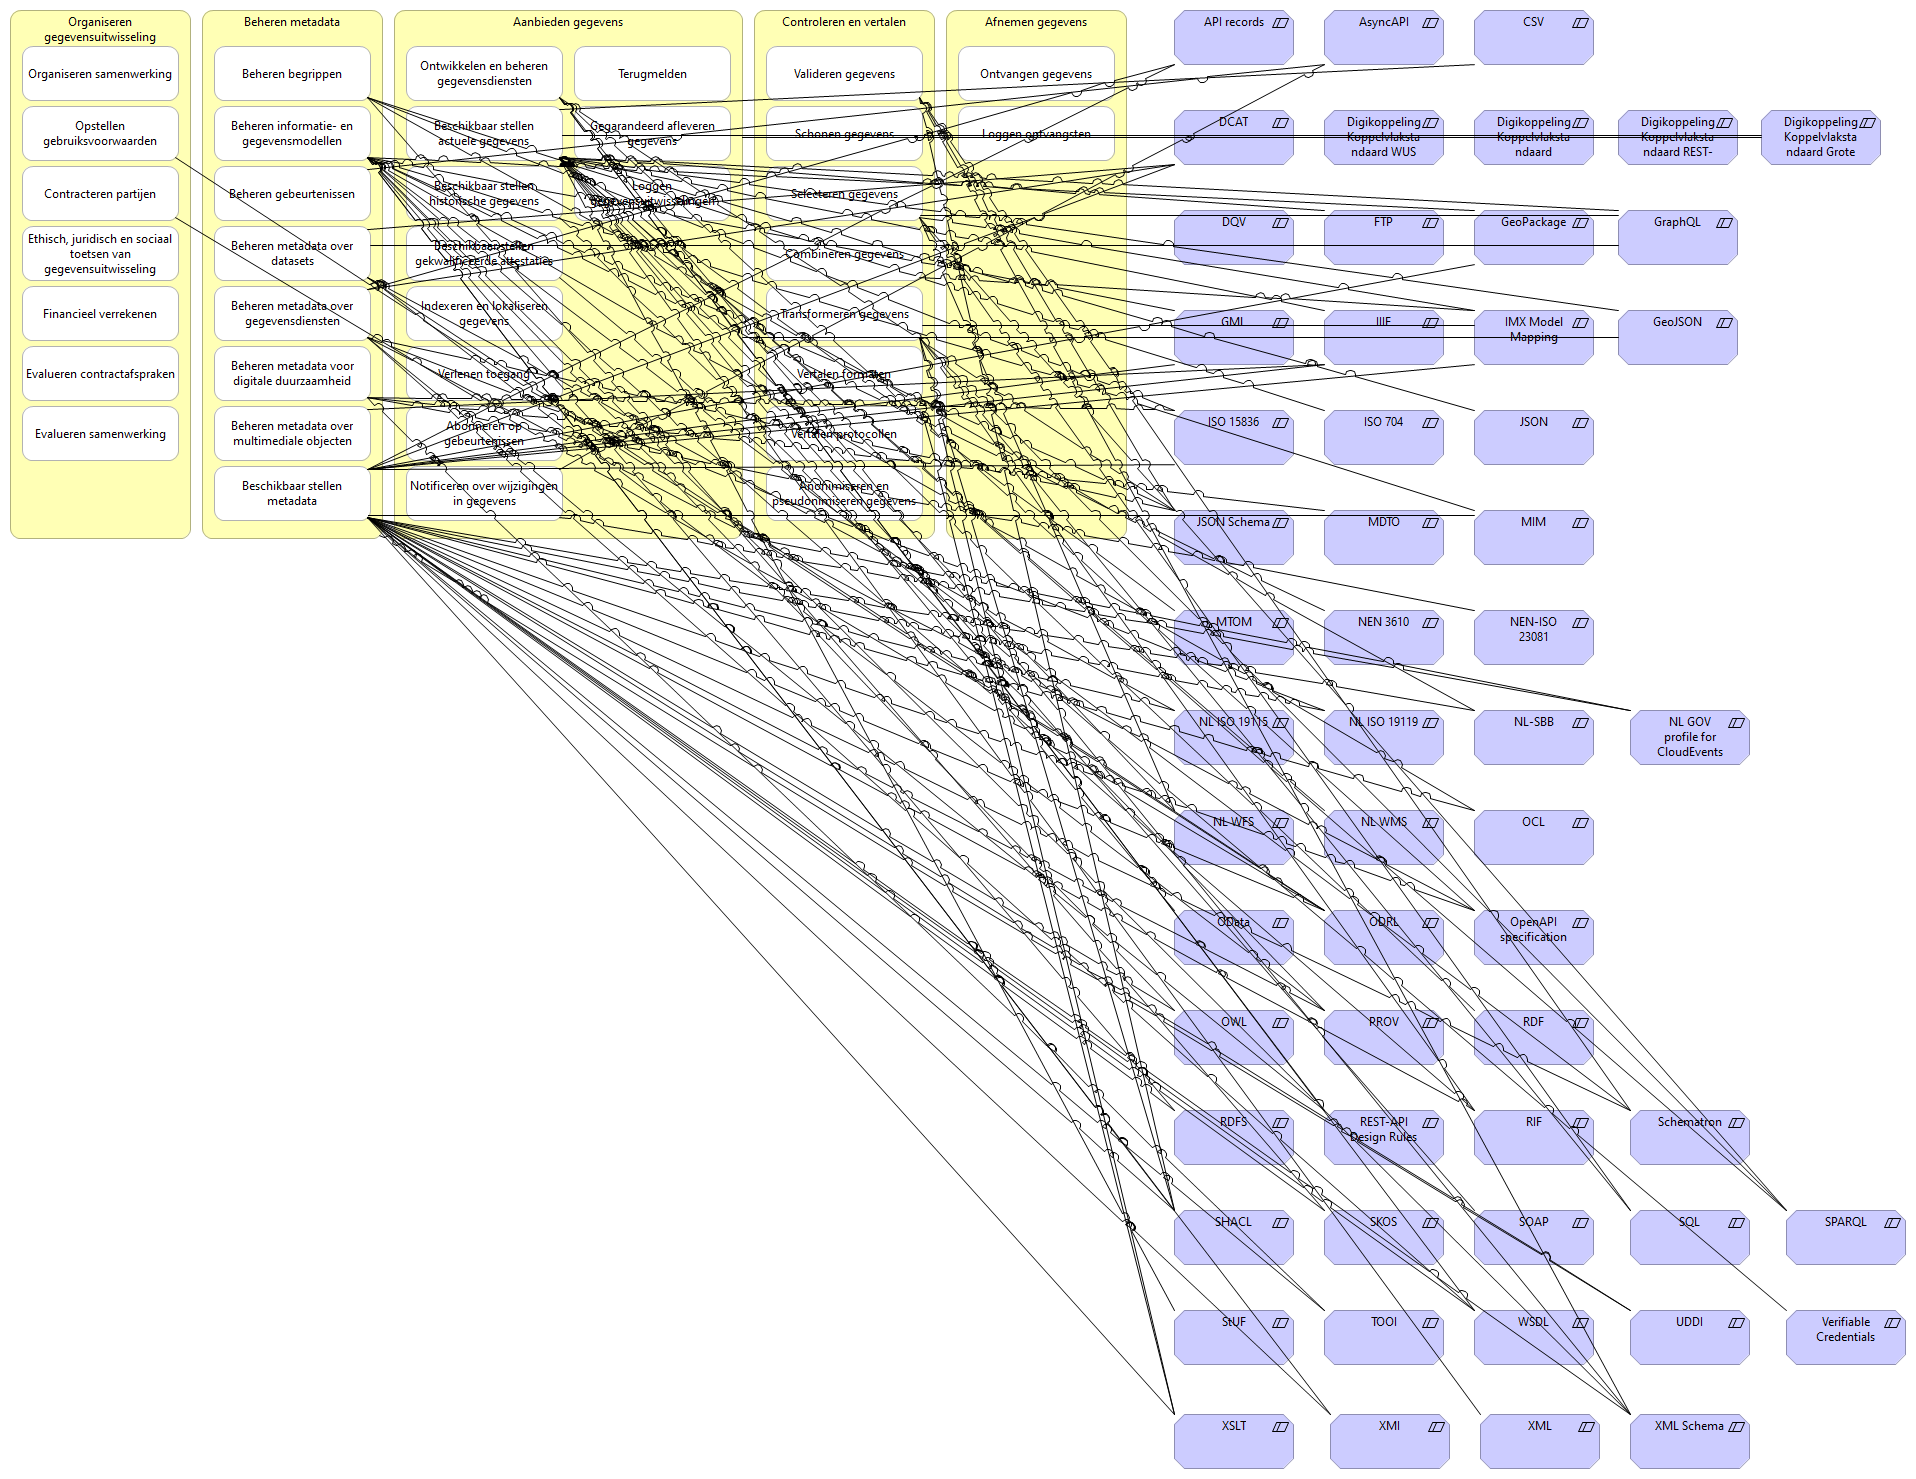 Organiseren
gegevensuitwisseling
Organiseren samenwerking
Opstellen
gebruiksvoorwaarden
Contracteren partijen
Ethisch, juridisch en sociaal
toetsen van
gegevensuitwisseling
Financieel verrekenen
Evalueren contractafspraken
Evalueren samenwerking
Beheren metadata
Beheren begrippen
Beheren informatie- en
gegevensmodellen
Beheren gebeurtenissen
Beheren metadata over
datasets
Beheren metadata over
gegevensdiensten
Beheren metadata voor
digitale duurzaamheid
Beheren metadata over
multimediale objecten
Beschikbaar stellen
metadata
Aanbieden gegevens
Ontwikkelen en beheren
gegevensdiensten
Beschikbaar stellen
actuele gegevens
Beschikbaar stellen
historische gegevens
Beschikbaar stellen
gekwalificeerde attestaties
Indexeren en lokaliseren
gegevens
Verlenen toegang
Abonneren op
gebeurtenissen
Notificeren over wijzigingen
in gegevens
Terugmelden
Gegarandeerd afleveren
gegevens
Loggen
gegevensuitwisselingen
Controleren en vertalen
Valideren gegevens
Schonen gegevens
Selecteren gegevens
Combineren gegevens
Transformeren gegevens
Vertalen formaten
Vertalen protocollen
Anonimiseren en
pseudonimiseren gegevens
Afnemen gegevens
Ontvangen gegevens
Loggen ontvangsten
API records
AsyncAPI
CSV
DCAT
Digikoppeling
Koppelvlaksta
ndaard WUS
Digikoppeling
Koppelvlaksta
ndaard
Digikoppeling
Koppelvlaksta
ndaard REST-
Digikoppeling
Koppelvlaksta
ndaard Grote
DQV
FTP
GeoPackage
GraphQL
GML
IIIF
IMX Model
Mapping
GeoJSON
ISO 15836
ISO 704
JSON
JSON Schema
MDTO
MIM
MTOM
NEN 3610
NEN-ISO
23081
NL ISO 19115
NL ISO 19119
NL-SBB
NL GOV
profile for
CloudEvents
NL WFS
NL WMS
OCL
OData
ODRL
OpenAPI
specification
OWL
PROV
RDF
RDFS
REST-API
Design Rules
RIF
Schematron
SHACL
SKOS
SOAP
SQL
SPARQL
StUF
TOOI
WSDL
UDDI
Verifiable
Credentials
XSLT
XMI
XML
XML Schema